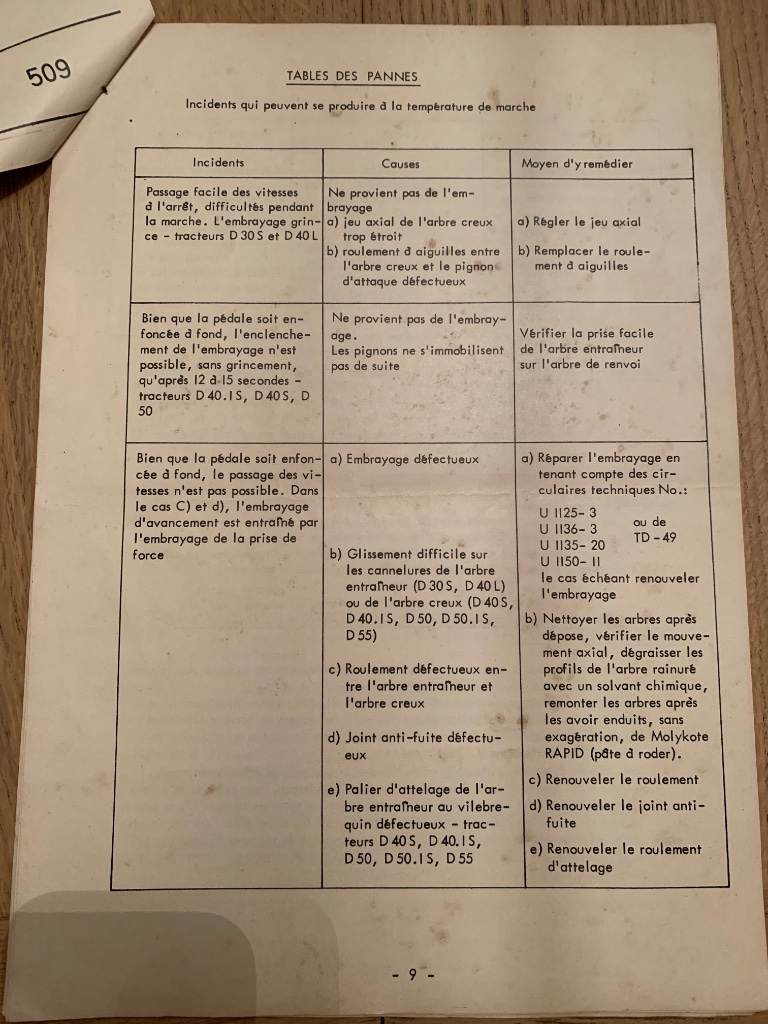 509
TABLES DES PANNES
Incidents qui peuvent se produire à la température de marche
Incidents
Causes
Moyen d'y remédier
Passage facile des vitesses
à l'arrêt, difficultés pendant
la marche. L'embrayage grin-
ce - tracteurs D 30 S et D 40 L
Ne provient pas de l'em-
brayage
a) jeu axial de l'arbre creux
trop étroit
b) roulement à aiguilles entre
l'arbre creux et le pignon
d'attaque défectueux
a) Régler le jeu axial
b) Remplacer le roule-
ment à aiguilles
Bien que la pédale soit en-
foncée à fond, l'enclenche-
ment de l'embrayage n'est
possible, sans grincement,
qu'après 12 à 15 secondes -
tracteurs D 40.1 S, D 40 S, D
50
Ne provient pas de l'embray-
age.
Les pignons ne s'immobilisent
pas de suite
Vérifier la prise facile
de l'arbre entraîneur
sur l'arbre de renvoi
Bien que la pédale soit enfon-
cée à fond, le passage des vi-
tesses n'est pas possible. Dans
le cas C) et d), l'embrayage
d'avancement est entraîné par
l'embrayage de la prise de
force
a) Embrayage défectueux
b) Glissement difficile sur
les cannelures de l'arbre
entraîneur (D 30 S, D 40 L)
ou de l'arbre creux (D 40 S,
D 40.1 S, D 50, D 50.1 S,
D 55)
c) Roulement défectueux en-
tre l'arbre entraîneur et
l'arbre creux
d) Joint anti-fuite défectu-
eux
e) Palier d'attelage de l'ar-
bre entraîneur au vilebre-
quin défectueux - trac-
teurs D 40 S, D 40.1 S,
D 50, D 50.1 S, D 55
a) Réparer l'embrayage en
tenant compte des cir-
culaires techniques No.:
U 1125- 3
U 1136- 3
U 1135- 20
U 1150- 11
ou de
TD - 49
le cas échéant renouveler
l'embrayage
b) Nettoyer les arbres après
dépose, vérifier le mouve-
ment axial, dégraisser les
profils de l'arbre rainuré
avec un solvant chimique,
remonter les arbres après
les avoir enduits, sans
exagération, de Molykote
RAPID (pâte à roder).
c) Renouveler le roulement
d) Renouveler le joint anti-
fuite
e) Renouveler le roulement
d'attelage
- 9 -